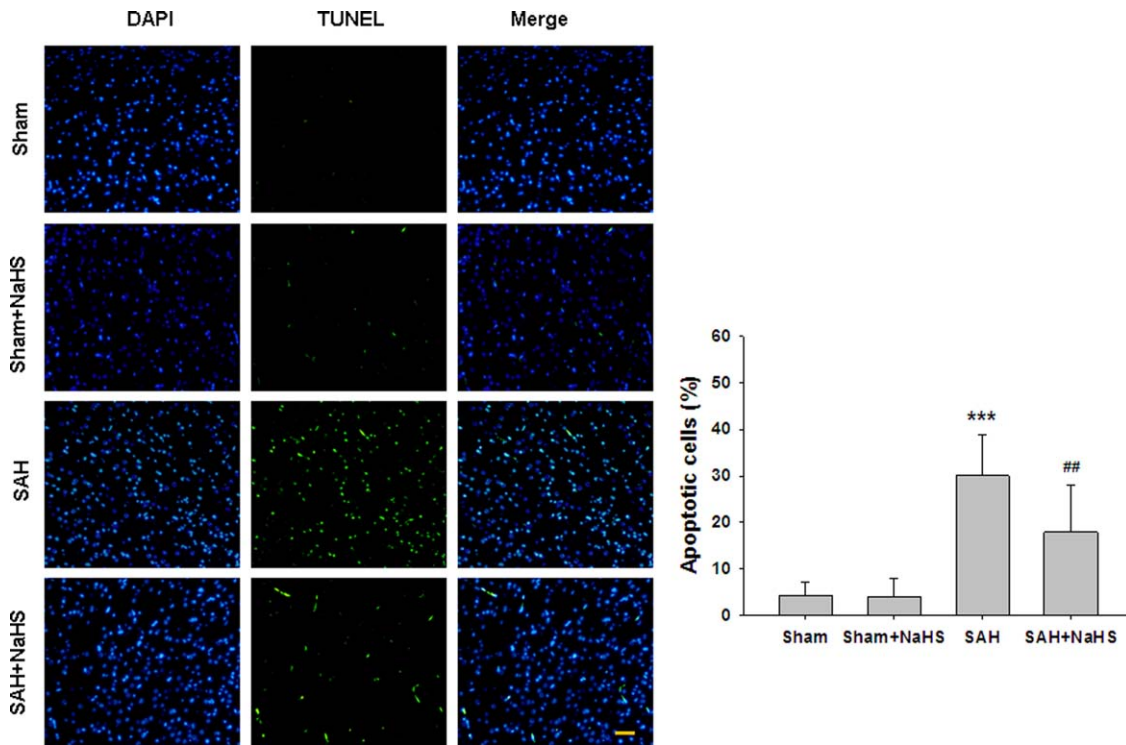 DAPI TUNEL Merge
Sham
Sham+NaHS
SAH
SAH+NaHS
Apoptotic cells (%)
60
50
40
30
20
10
0
***
##
Sham Sham+NaHS SAH SAH+NaHS